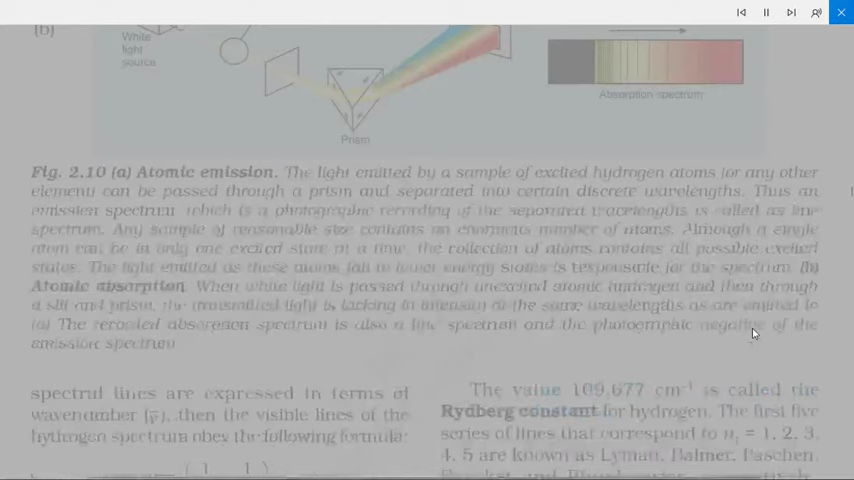 (b)
White
light
source
Prism
Absorption spectrum
Fig. 2.10 (a) Atomic emission. The light emitted by a sample of excited hydrogen atoms (or any other
element) can be passed through a prism and separated into certain discrete wavelengths. Thus an
emission spectrum, which is a photographic recording of the separated wavelengths is called as line
spectrum. Any sample of reasonable size contains an enormous number of atoms. Although a single
atom can be in only one excited state at a time, the collection of atoms contains all possible excited
states. The light emitted as these atoms fall to lower energy states is responsible for the spectrum. (b)
Atomic absorption. When white light is passed through unexcited atomic hydrogen and then through
a slit and prism, the transmitted light is lacking in intensity at the same wavelengths as are emitted in
(a) The recorded absorption spectrum is also a line spectrum and the photographic negative of the
emission spectrum.
spectral lines are expressed in terms of
wavenumber (ν̄), then the visible lines of the
hydrogen spectrum obey the following formula:
The value 109,677 cm⁻¹ is called the
Rydberg constant for hydrogen. The first five
series of lines that correspond to n₁ = 1, 2, 3,
4, 5 are known as Lyman, Balmer, Paschen,